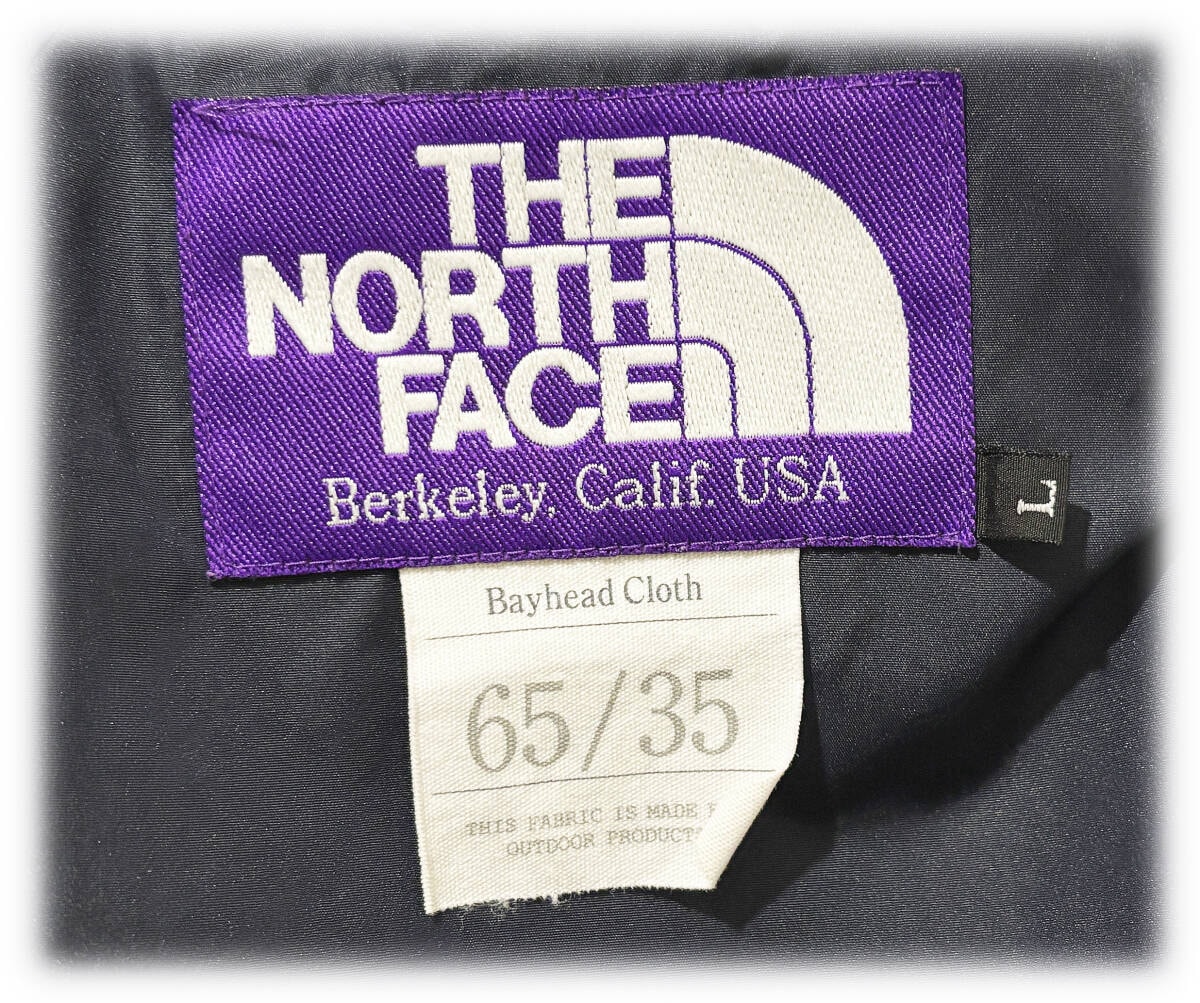 THE
NORTH
FACE
Berkeley, Calif. USA
L
Bayhead Cloth
65/35
THIS FABRIC IS MADE F
OUTDOOR PRODUCT